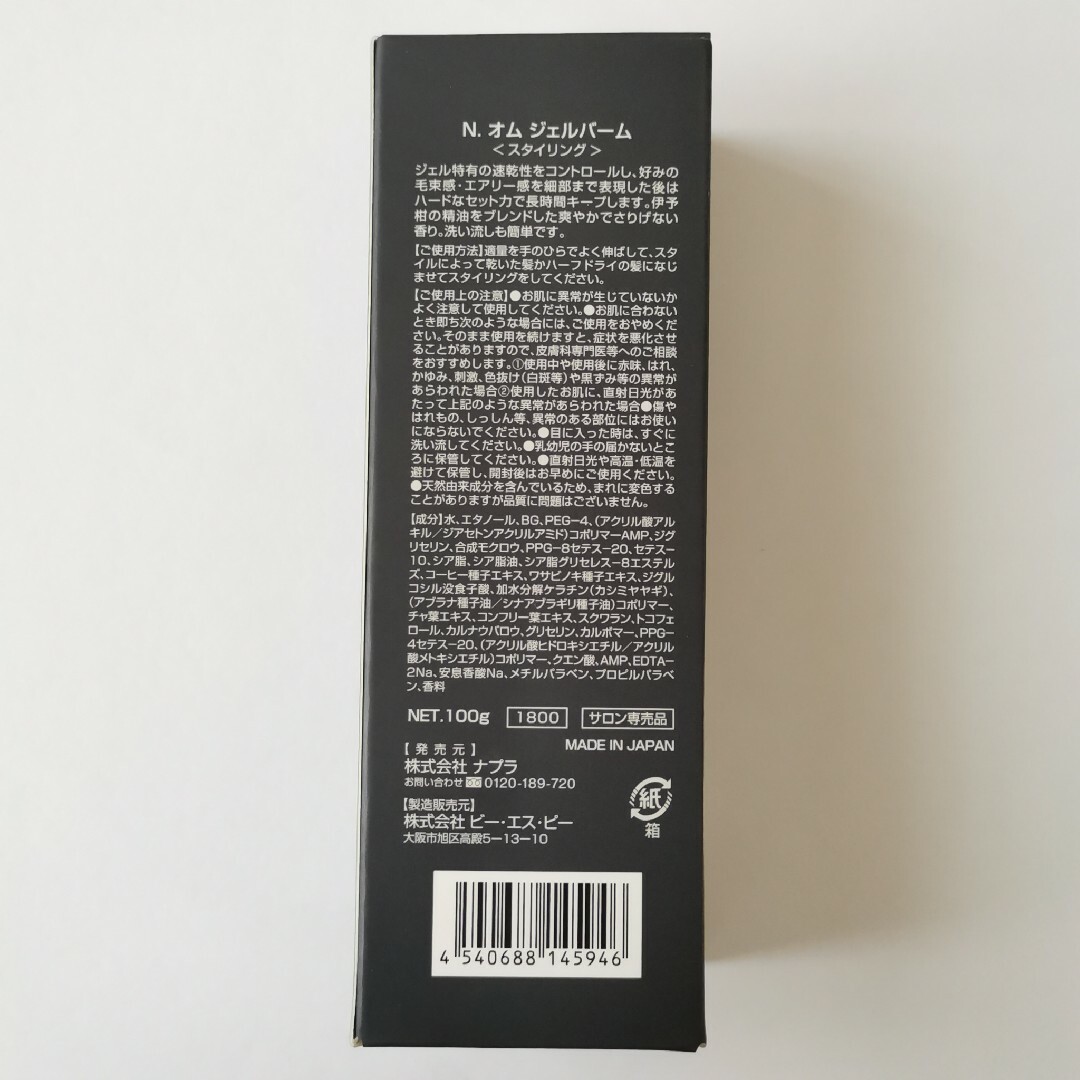 N. オム ジェルバーム
＜スタイリング＞
ジェル特有の速乾性をコントロールし、好みの
毛束感・エアリー感を細部まで表現した後は
ハードなセット力で長時間キープします。伊予
柑の精油をブレンドした爽やかでさりげない
香り。洗い流しも簡単です。
【ご使用方法】適量を手のひらでよく伸ばして、スタ
イルによって乾いた髪かハーフドライの髪になじ
ませてスタイリングをしてください。
【ご使用上の注意】●お肌に異常が生じていないか
よく注意して使用してください。●お肌に合わない
とき即ち次のような場合には、ご使用をおやめくだ
さい。そのまま使用を続けますと、症状を悪化させ
ることがありますので、皮膚科専門医等へのご相談
をおすすめします。①使用中や使用後に赤味、はれ、
かゆみ、刺激、色抜け(白斑等)や黒ずみ等の異常が
あらわれた場合②使用したお肌に、直射日光があ
たって上記のような異常があらわれた場合●傷や
はれもの、しっしん等、異常のある部位にはお使い
にならないでください。●目に入った時は、すぐに
洗い流してください。●乳幼児の手の届かないとこ
ろに保管してください。●直射日光や高温・低温を
避けて保管し、開封後はお早めにご使用ください。
●天然由来成分を含んでいるため、まれに変色する
ことがありますが品質に問題はございません。
【成分】水、エタノール、BG、PEG-4、(アクリル酸アル
キル／ジアセトンアクリルアミド)コポリマーAMP、ジグ
リセリン、合成モクロウ、PPG-8セテス-20、セテス-
10、シア脂、シア脂油、シア脂グリセレス-8エステル
ズ、コーヒー種子エキス、ワサビノキ種子エキス、ジグル
コシル没食子酸、加水分解ケラチン(カシミヤヤギ)、
(アブラナ種子油／シナアブラギリ種子油)コポリマー、
チャ葉エキス、コンフリー葉エキス、スクワラン、トコフェ
ロール、カルナウバロウ、グリセリン、カルボマー、PPG-
4セテス-20、(アクリル酸ヒドロキシエチル／アクリル
酸メトキシエチル)コポリマー、クエン酸、AMP、EDTA-
2Na、安息香酸Na、メチルパラベン、プロピルパラベ
ン、香料
NET.100g 1800 サロン専売品
MADE IN JAPAN
【発売元】
株式会社 ナプラ
お問い合わせ 0120-189-720
【製造販売元】
株式会社 ビー・エス・ピー
大阪市旭区高殿5-13-10
紙
箱
4 540688 145946